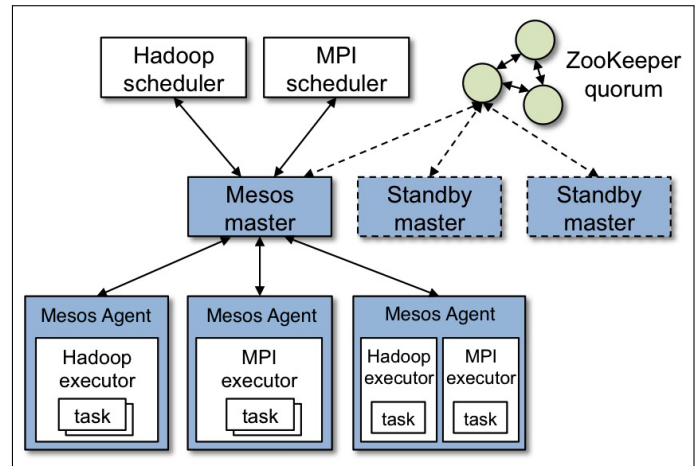 Hadoop
scheduler
MPI
scheduler
ZooKeeper
quorum
Mesos
master
Standby
master
Standby
master
Mesos Agent
Hadoop
executor
task
Mesos Agent
MPI
executor
task
Mesos Agent
Hadoop
executor
task
MPI
executor
task